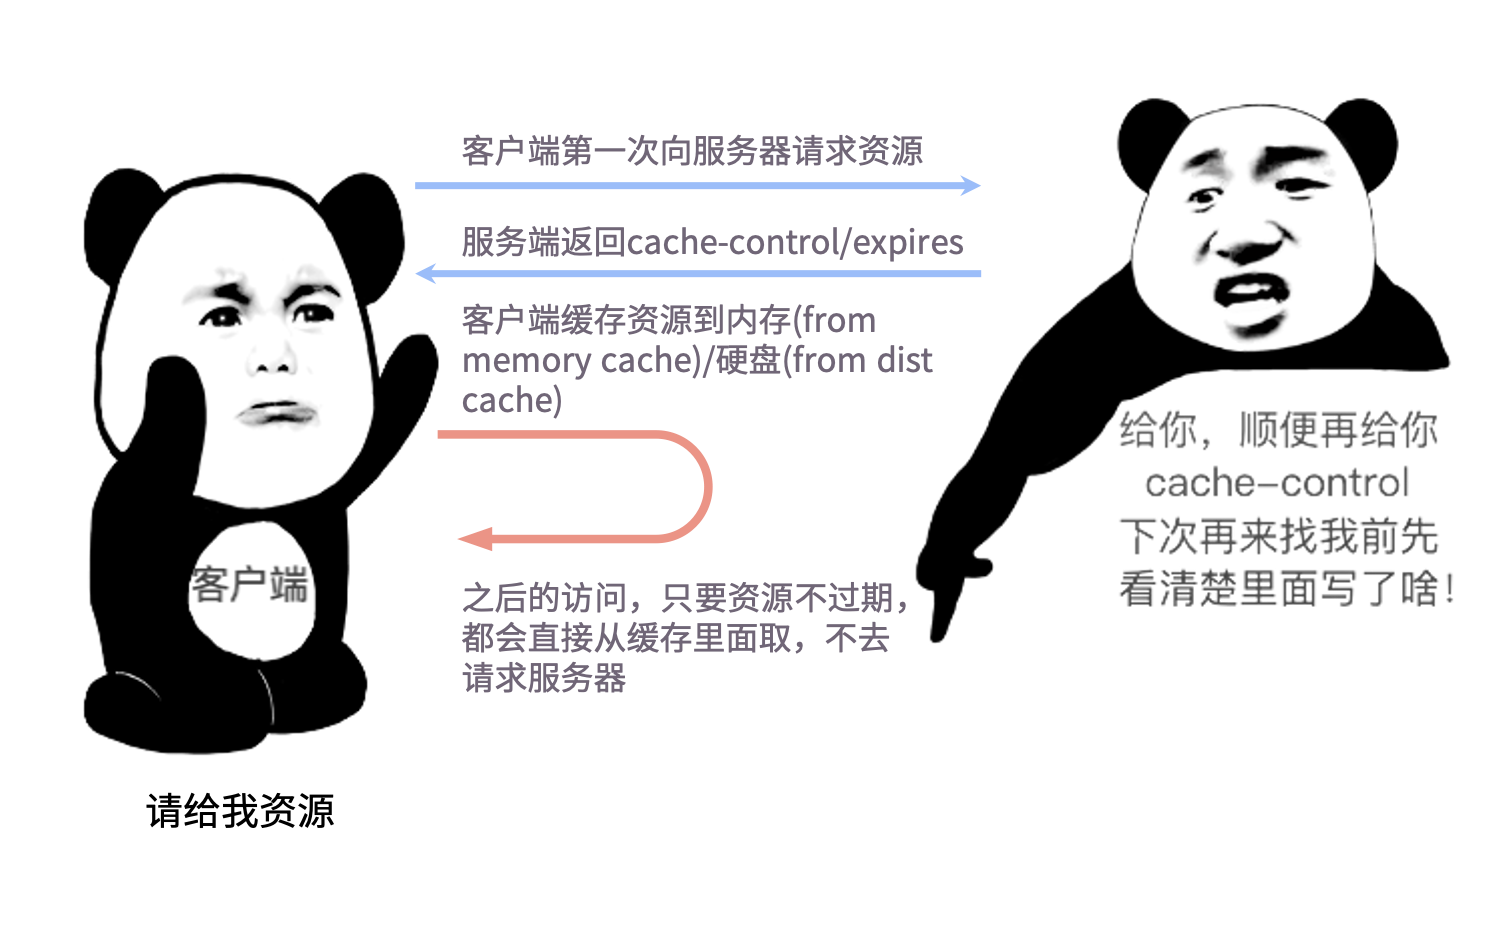 客户端第一次向服务器请求资源
服务端返回cache-control/expires
客户端缓存资源到内存(from
memory cache)/硬盘(from dist
cache)
之后的访问，只要资源不过期，
都会直接从缓存里面取，不去
请求服务器
客户端
请给我资源
给你，顺便再给你
cache-control
下次再来找我前先
看清楚里面写了啥！